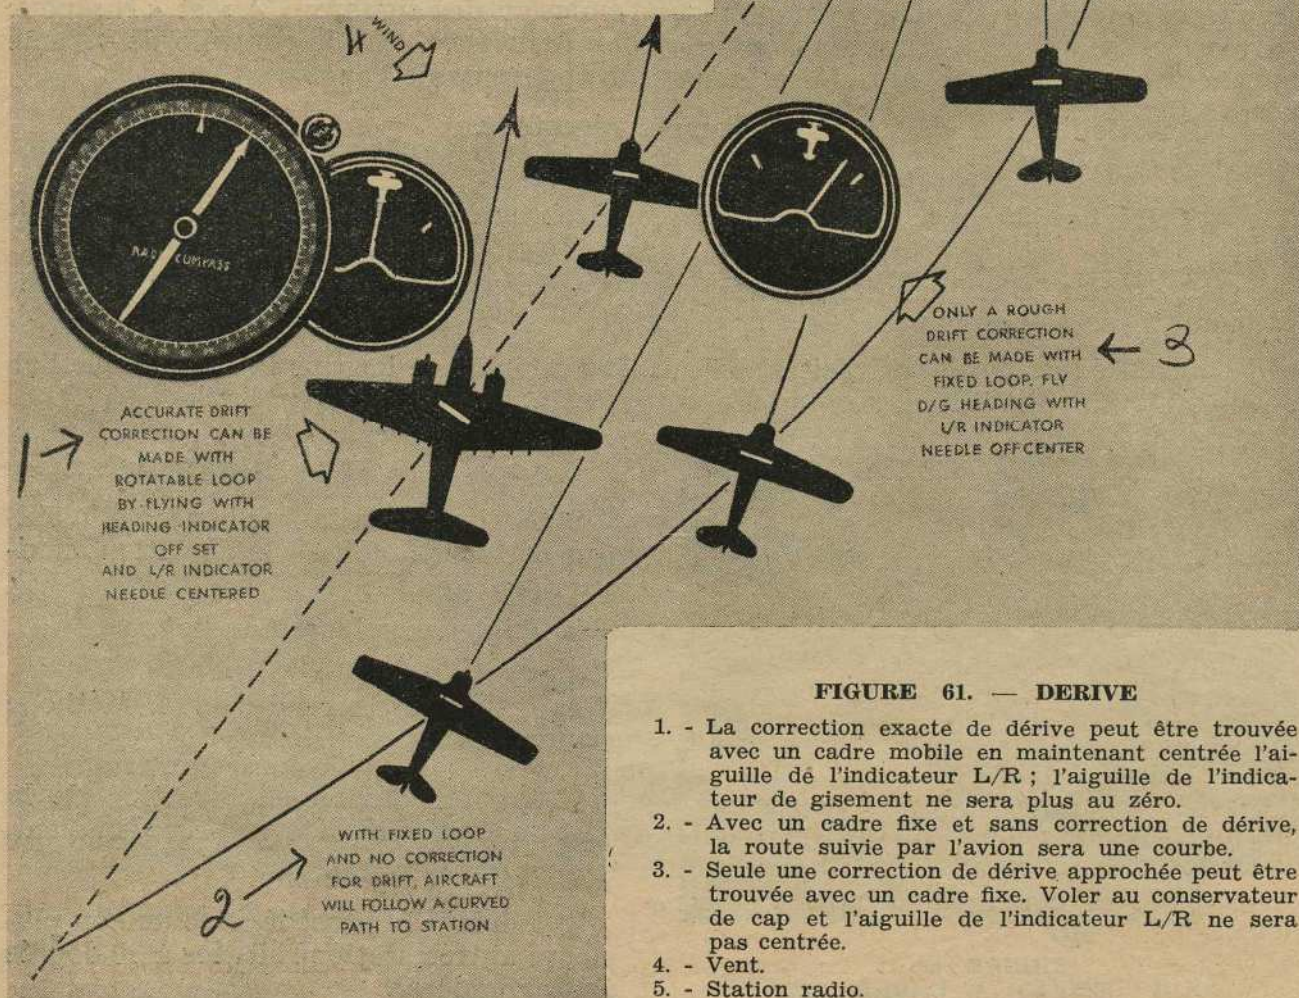 4
WIND
RADIO COMPASS
1
ACCURATE DRIFT
CORRECTION CAN BE
MADE WITH
ROTATABLE LOOP
BY FLYING WITH
HEADING INDICATOR
OFF SET
AND L/R INDICATOR
NEEDLE CENTERED
ONLY A ROUGH
DRIFT CORRECTION
CAN BE MADE WITH
FIXED LOOP. FLY
D/G HEADING WITH
L/R INDICATOR
NEEDLE OFFCENTER
3
WITH FIXED LOOP
AND NO CORRECTION
FOR DRIFT, AIRCRAFT
WILL FOLLOW A CURVED
PATH TO STATION
2
FIGURE 61. — DERIVE
1. - La correction exacte de dérive peut être trouvée
avec un cadre mobile en maintenant centrée l'ai-
guille de l'indicateur L/R ; l'aiguille de l'indica-
teur de gisement ne sera plus au zéro.
2. - Avec un cadre fixe et sans correction de dérive,
la route suivie par l'avion sera une courbe.
3. - Seule une correction de dérive approchée peut être
trouvée avec un cadre fixe. Voler au conservateur
de cap et l'aiguille de l'indicateur L/R ne sera
pas centrée.
4. - Vent.
5. - Station radio.